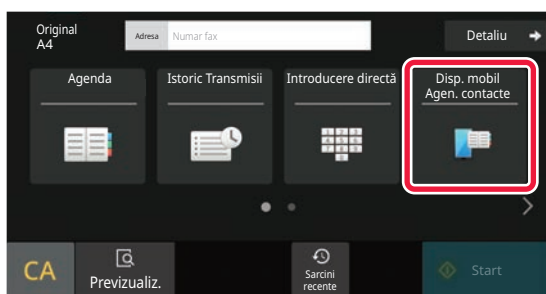 Original
A4
Adresa
Numar fax
Detaliu
Agenda
Istoric Transmisii
Introducere directă
Disp. mobil
Agen. contacte
CA
Previzualiz.
Sarcini
recente
Start